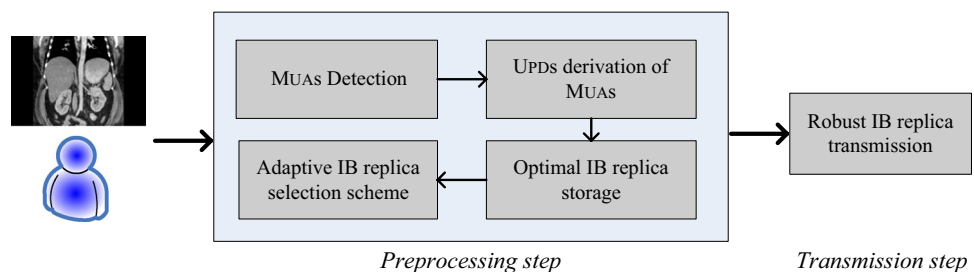 MUAs Detection
UPDs derivation of
MUAs
Adaptive IB replica
selection scheme
Optimal IB replica
storage
Robust IB replica
transmission
Preprocessing step
Transmission step